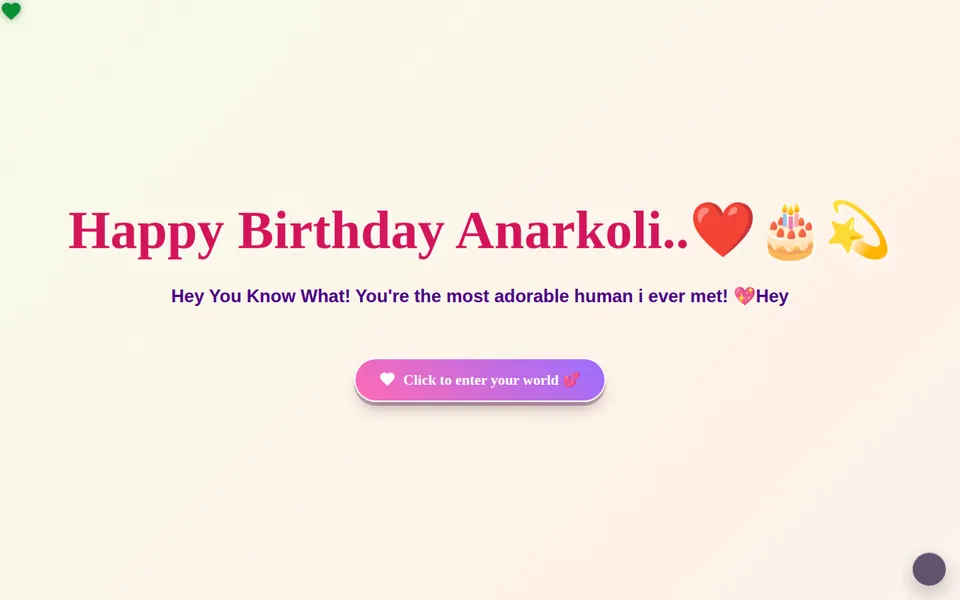 Happy Birthday Anarkoli..❤️🎂💫
Hey You Know What! You're the most adorable human i ever met! 💖Hey
Click to enter your world 💕